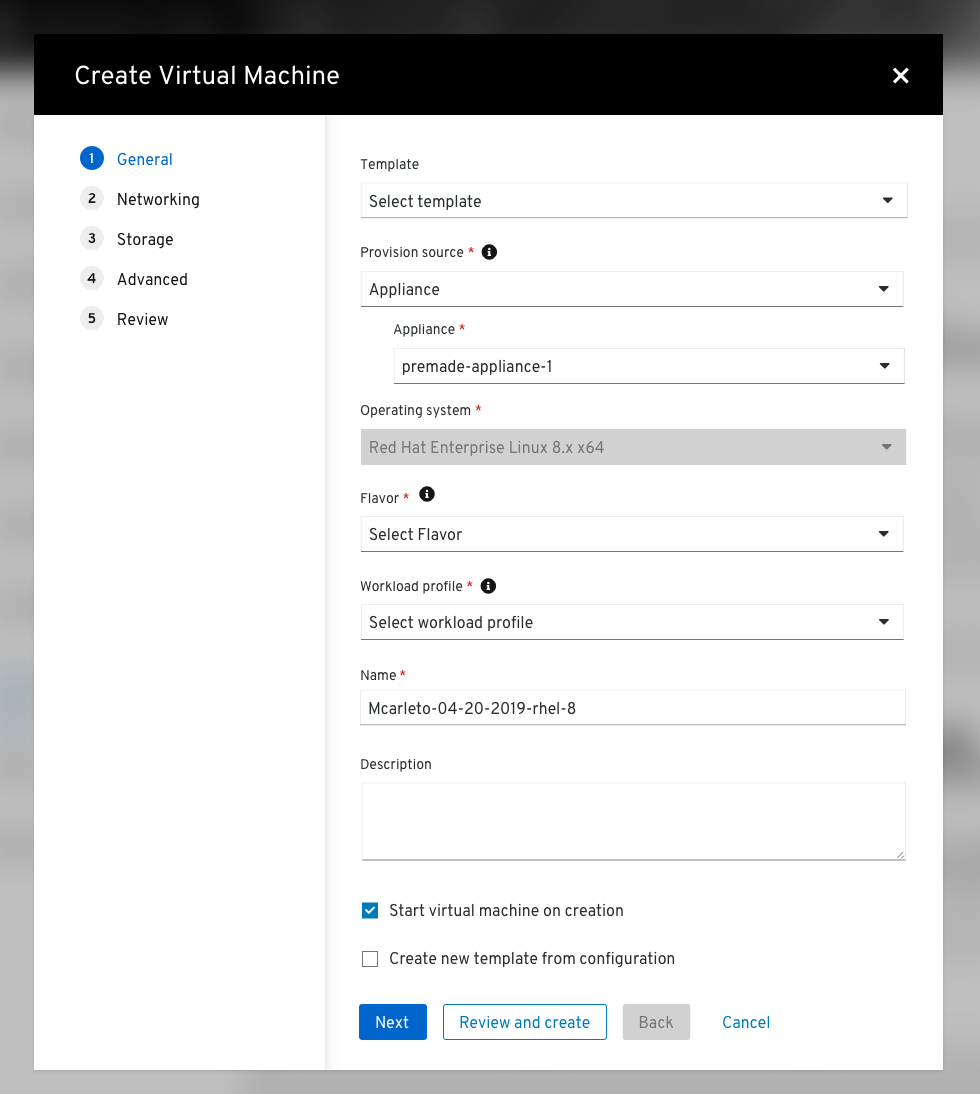 Create Virtual Machine
1 General
2 Networking
3 Storage
4 Advanced
5 Review
Template
Select template
Provision source *
Appliance
Appliance *
premade-appliance-1
Operating system *
Red Hat Enterprise Linux 8.x x64
Flavor *
Select Flavor
Workload profile *
Select workload profile
Name *
Mcarleto-04-20-2019-rhel-8
Description
Start virtual machine on creation
Create new template from configuration
Next Review and create Back Cancel